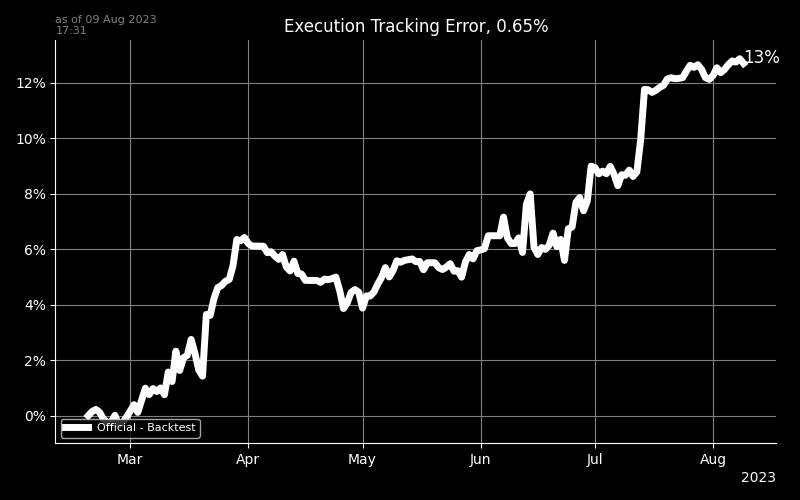 as of 09 Aug 2023
17:31
Execution Tracking Error, 0.65%
13%
12%
10%
8%
6%
4%
2%
0%
Official - Backtest
Mar Apr May Jun Jul Aug
2023